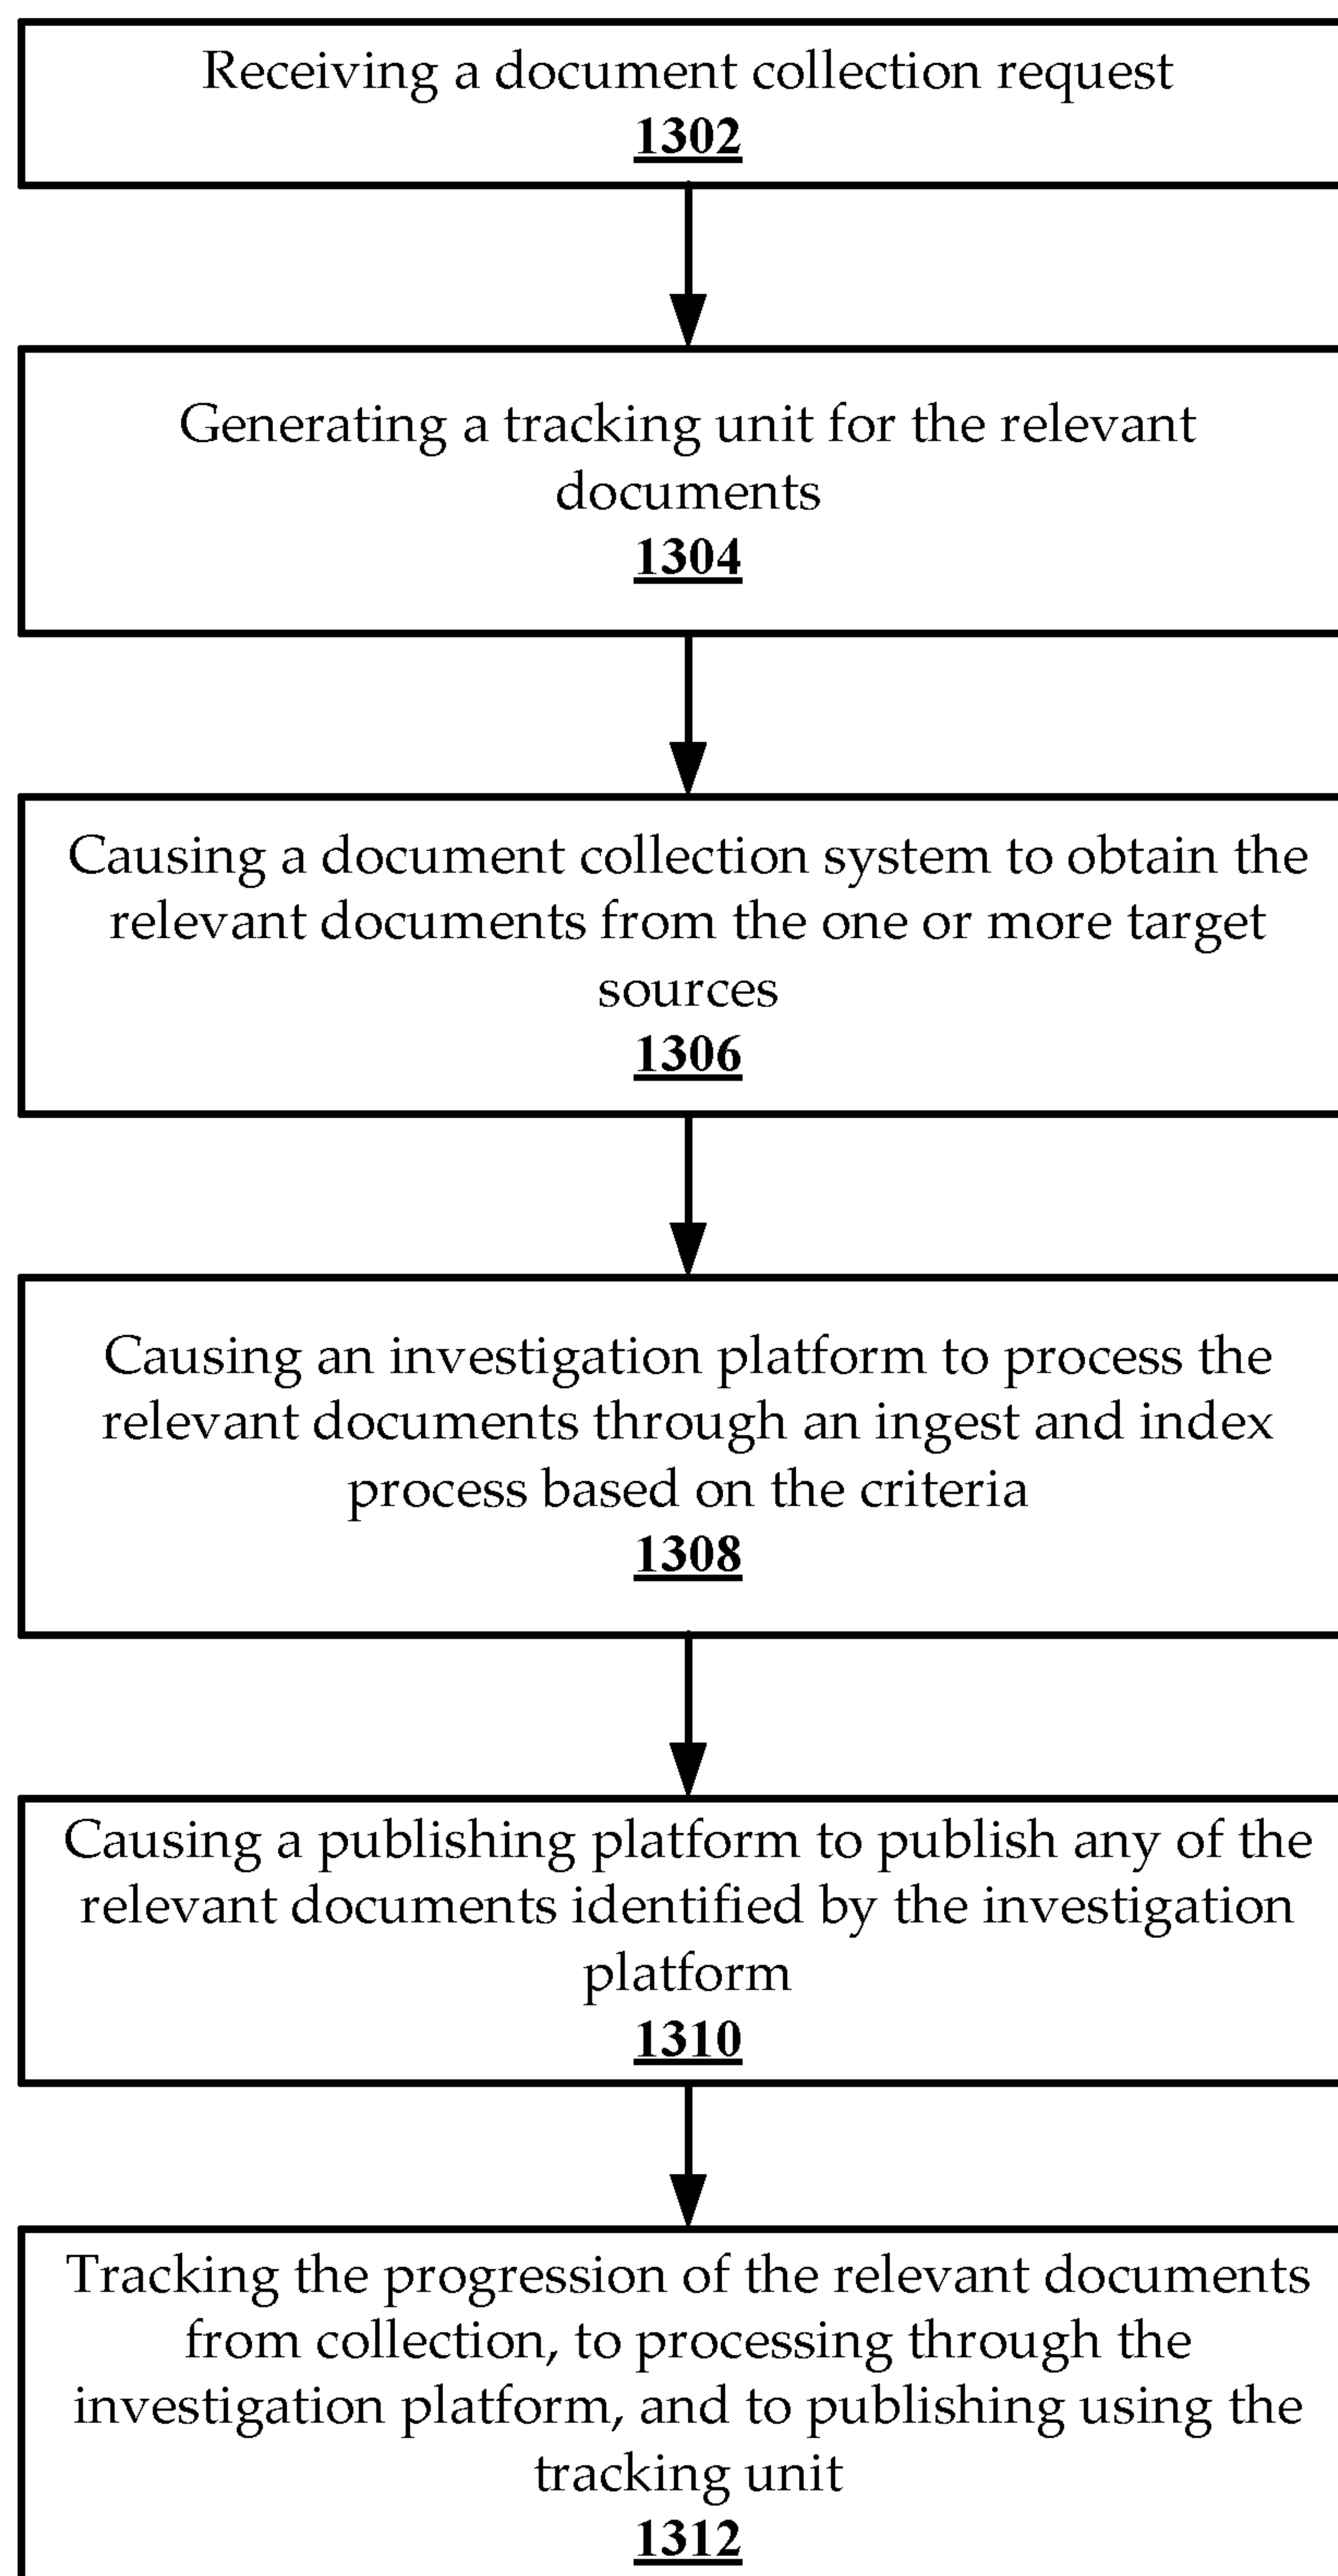 Receiving a document collection request
1302
Generating a tracking unit for the relevant
documents
1304
Causing a document collection system to obtain the
relevant documents from the one or more target
sources
1306
Causing an investigation platform to process the
relevant documents through an ingest and index
process based on the criteria
1308
Causing a publishing platform to publish any of the
relevant documents identified by the investigation
platform
1310
Tracking the progression of the relevant documents
from collection, to processing through the
investigation platform, and to publishing using the
tracking unit
1312